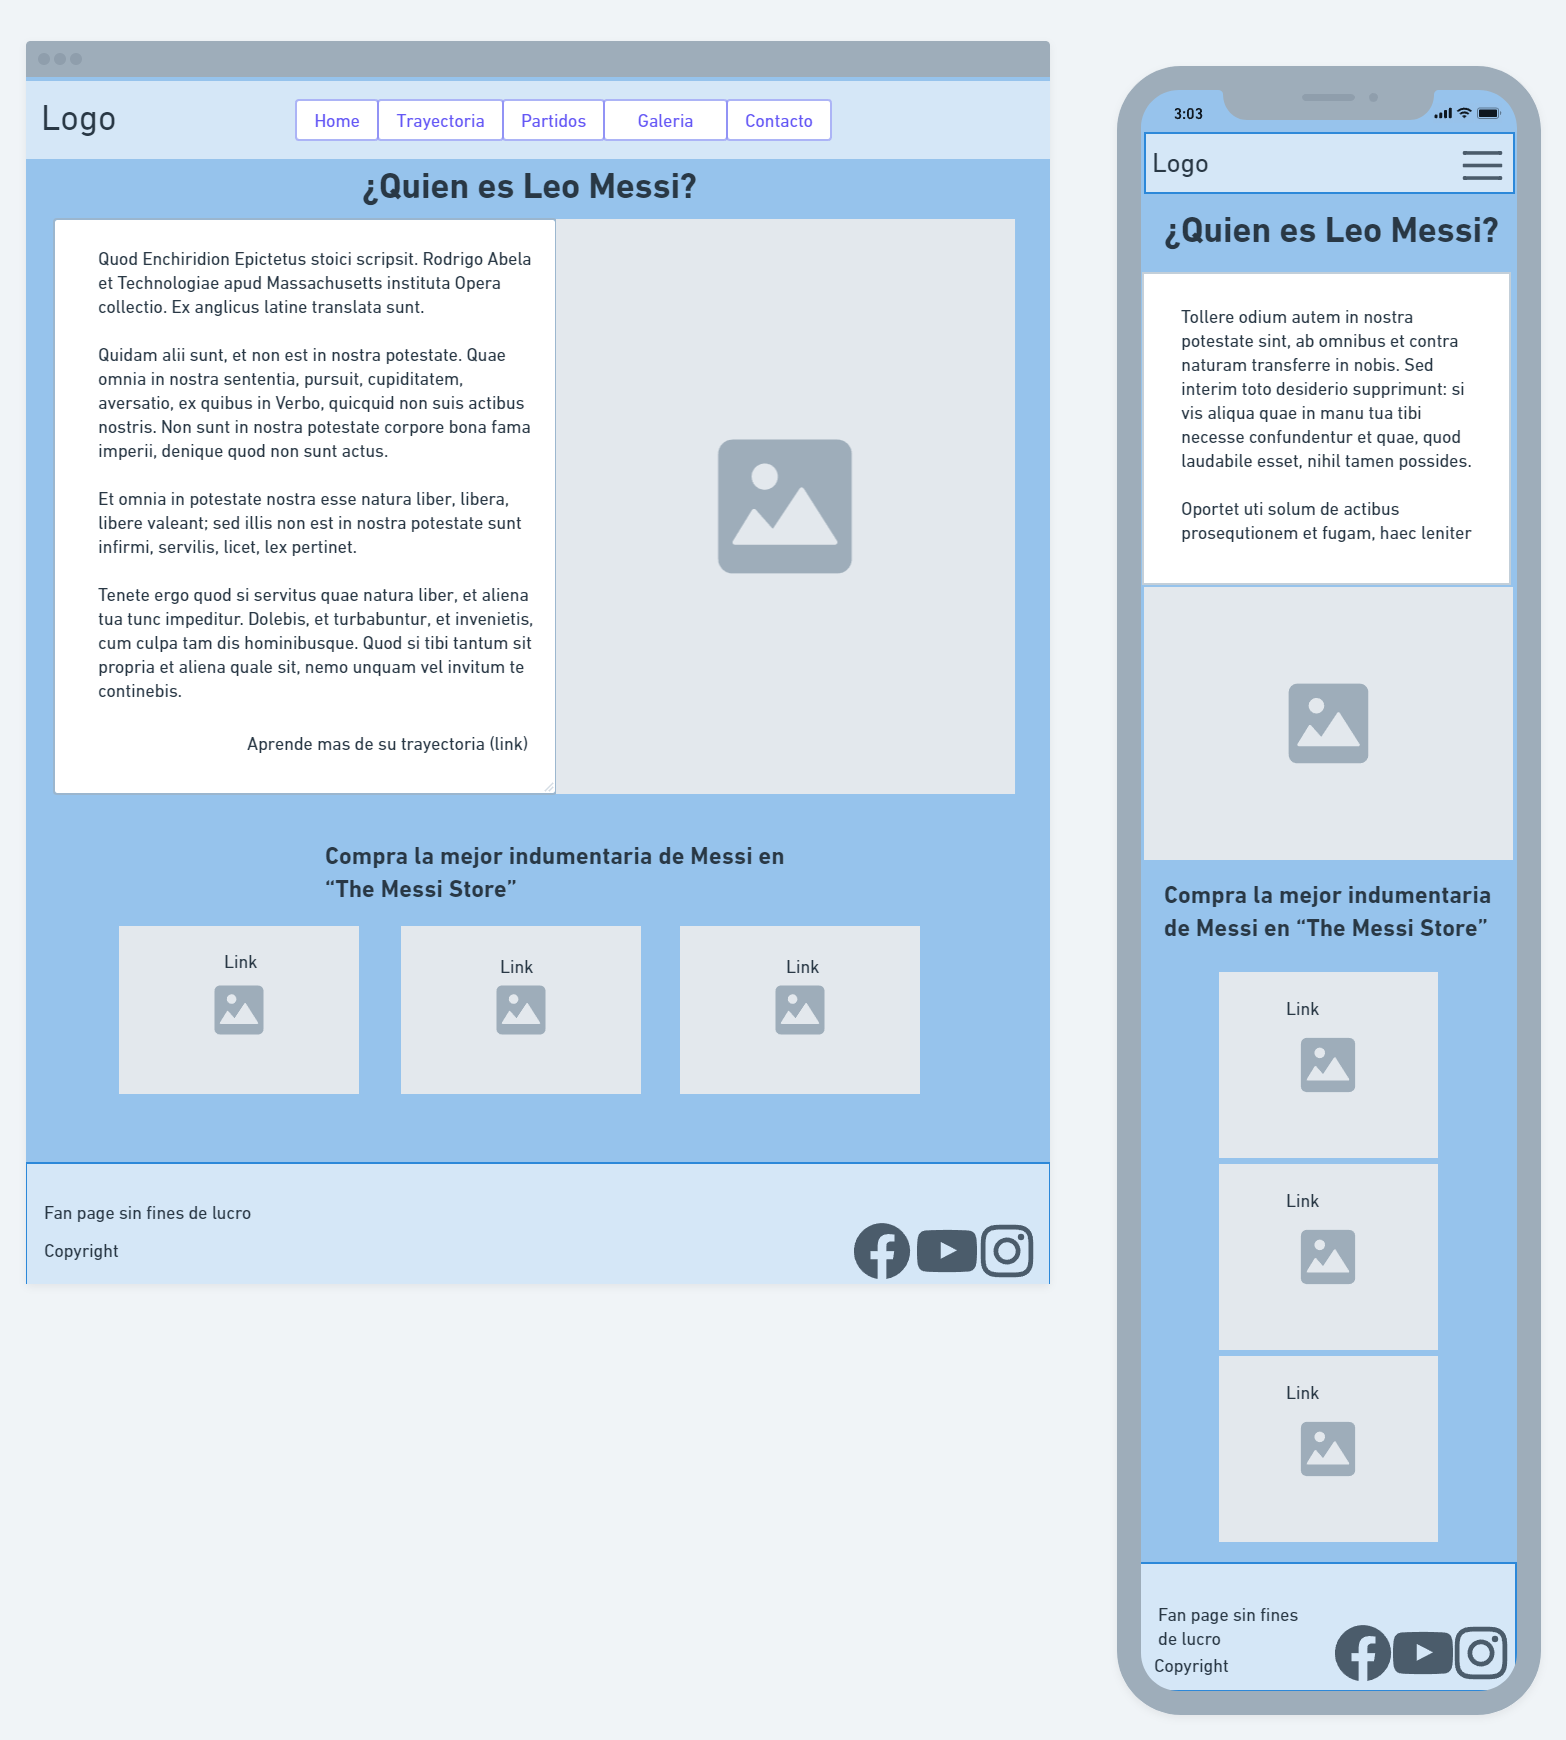 Logo
Home Trayectoria Partidos Galeria Contacto
¿Quien es Leo Messi?
Quod Enchiridion Epictetus stoici scripsit. Rodrigo Abela
et Technologiae apud Massachusetts instituta Opera
collectio. Ex anglicus latine translata sunt.
Quidam alii sunt, et non est in nostra potestate. Quae
omnia in nostra sententia, pursuit, cupiditatem,
aversatio, ex quibus in Verbo, quicquid non suis actibus
nostris. Non sunt in nostra potestate corpore bona fama
imperii, denique quod non sunt actus.
Et omnia in potestate nostra esse natura liber, libera,
libere valeant; sed illis non est in nostra potestate sunt
infirmi, servilis, licet, lex pertinet.
Tenete ergo quod si servitus quae natura liber, et aliena
tua tunc impeditur. Dolebis, et turbabuntur, et invenietis,
cum culpa tam dis hominibusque. Quod si tibi tantum sit
propria et aliena quale sit, nemo unquam vel invitum te
continebis.
Aprende mas de su trayectoria (link)
Compra la mejor indumentaria de Messi en
“The Messi Store”
Link
Link
Link
Fan page sin fines de lucro
Copyright
3:03
Logo
¿Quien es Leo Messi?
Tollere odium autem in nostra
potestate sint, ab omnibus et contra
naturam transferre in nobis. Sed
interim toto desiderio supprimunt: si
vis aliqua quae in manu tua tibi
necesse confundentur et quae, quod
laudabile esset, nihil tamen possides.
Oportet uti solum de actibus
prosequtionem et fugam, haec leniter
Compra la mejor indumentaria
de Messi en “The Messi Store”
Link
Link
Link
Fan page sin fines
de lucro
Copyright